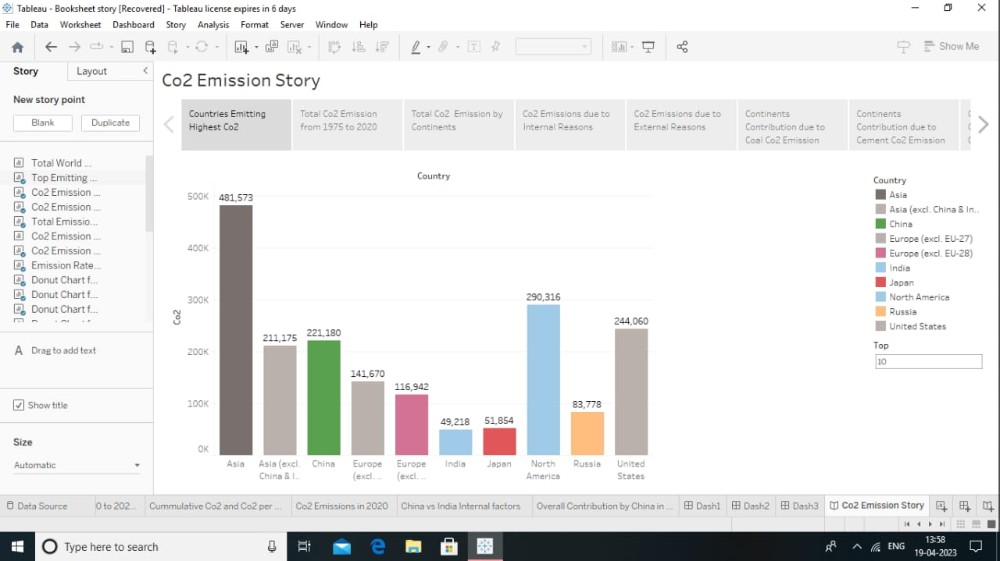 Tableau - Booksheet story [Recovered] - Tableau license expires in 6 days
File Data Worksheet Dashboard Story Analysis Format Server Window Help
Show Me
Story Layout
New story point
Blank Duplicate
Total World ...
Top Emitting ...
Co2 Emission ...
Co2 Emission ...
Total Emissio...
Co2 Emission ...
Co2 Emission ...
Emission Rate...
Donut Chart f...
Donut Chart f...
Donut Chart f...
A Drag to add text
Show title
Size
Automatic
Co2 Emission Story
Countries Emitting
Highest Co2
Total Co2 Emission
from 1975 to 2020
Total Co2 Emission by
Continents
Co2 Emissions due to
Internal Reasons
Co2 Emissions due to
External Reasons
Continents
Contribution due to
Coal Co2 Emission
Continents
Contribution due to
Cement Co2 Emission
Country
Co2
500K
400K
300K
200K
100K
0K
481,573
211,175
221,180
141,670
116,942
49,218
51,854
290,316
83,778
244,060
Asia
Asia (excl.
China & I..
China
Europe
(excl. ..
Europe
(excl. ..
India
Japan
North
America
Russia
United
States
Country
Asia
Asia (excl. China & In..
China
Europe (excl. EU-27)
Europe (excl. EU-28)
India
Japan
North America
Russia
United States
Top
10
Data Source 0 to 202... Cummulative Co2 and Co2 per ... Co2 Emissions in 2020 China vs India Internal factors Overall Contribution by China in ... Dash1 Dash2 Dash3 Co2 Emission Story
Type here to search
ENG
13:58
19-04-2023